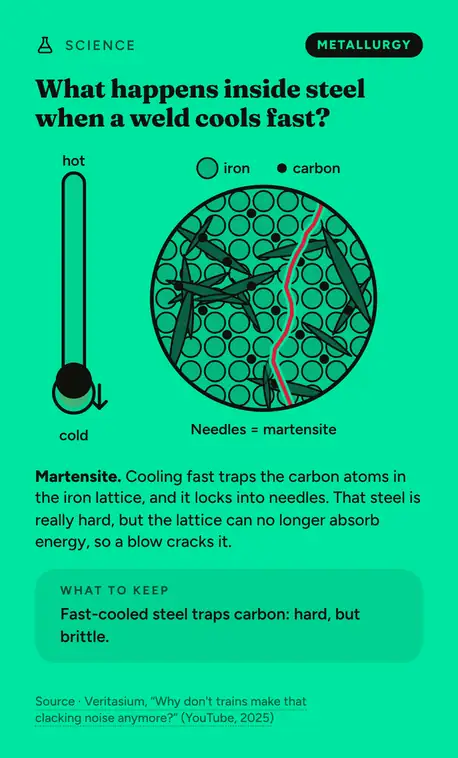 SCIENCE
METALLURGY
What happens inside steel
when a weld cools fast?
hot
iron
carbon
cold
Needles = martensite
Martensite. Cooling fast traps the carbon atoms in
the iron lattice, and it locks into needles. That steel is
really hard, but the lattice can no longer absorb
energy, so a blow cracks it.
WHAT TO KEEP
Fast-cooled steel traps carbon: hard, but
brittle.
Source · Veritasium, “Why don't trains make that
clacking noise anymore?” (YouTube, 2025)